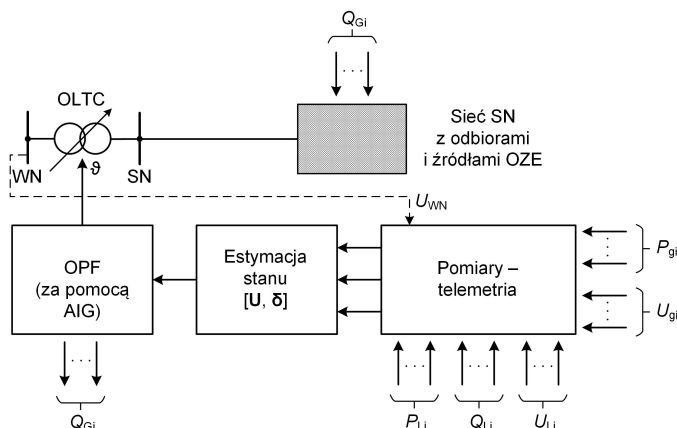 Q_Gi
. . .
OLTC
Sieć SN
z odbiorami
i źródłami OZE
WN
ϑ
SN
U_WN
OPF
(za pomocą
AIG)
Estymacja
stanu
[U, δ]
Pomiary –
telemetria
P_gi
U_gi
. . .
. . .
. . .
. . .
. . .
. . .
Q_Gi
P_Li
Q_Li
U_Li